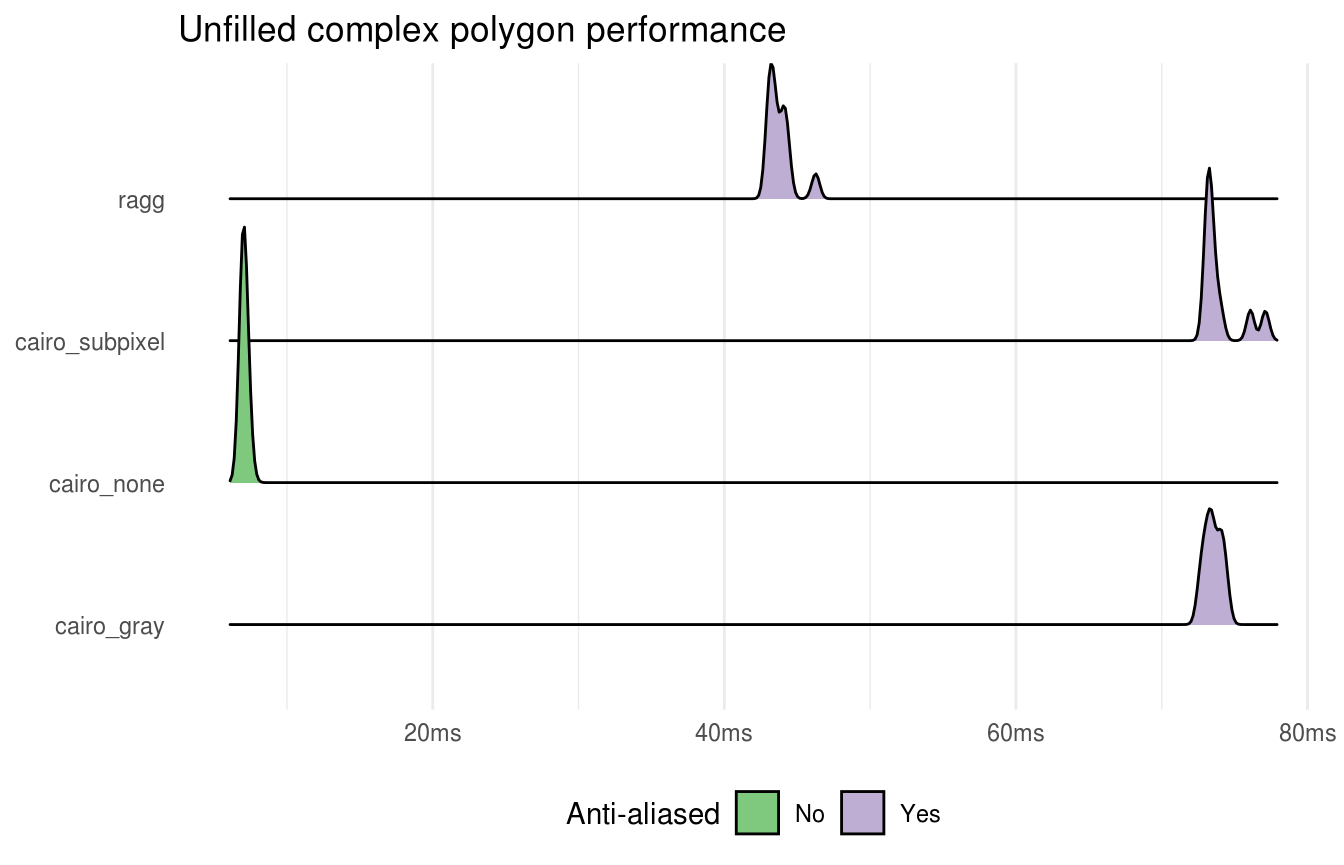 Unfilled complex polygon performance
ragg
cairo_subpixel
cairo_none
cairo_gray
20ms 40ms 60ms 80ms
Anti-aliased No Yes